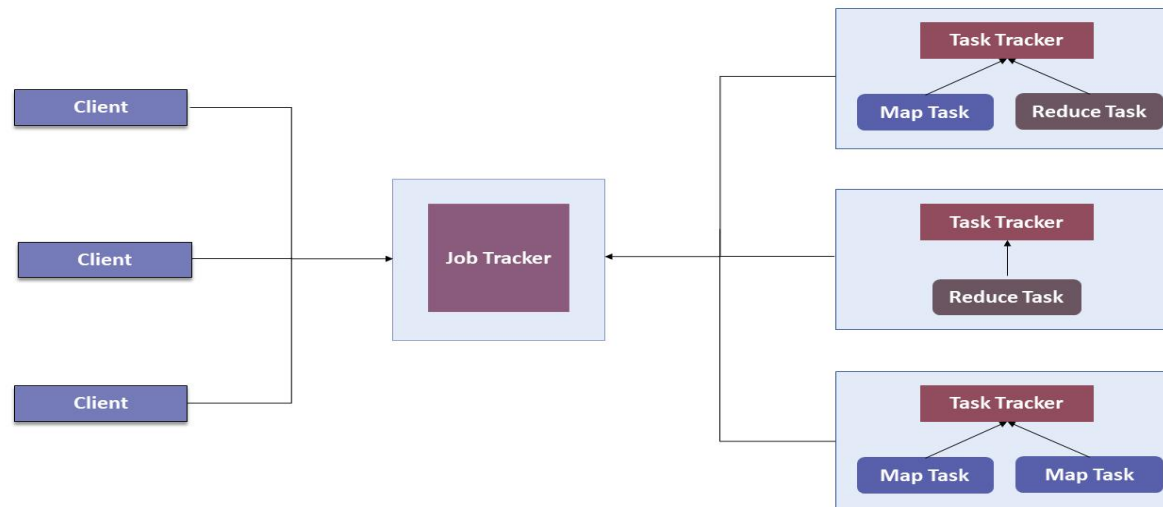 Client
Client
Client
Job Tracker
Task Tracker
Map Task
Reduce Task
Task Tracker
Reduce Task
Task Tracker
Map Task
Map Task